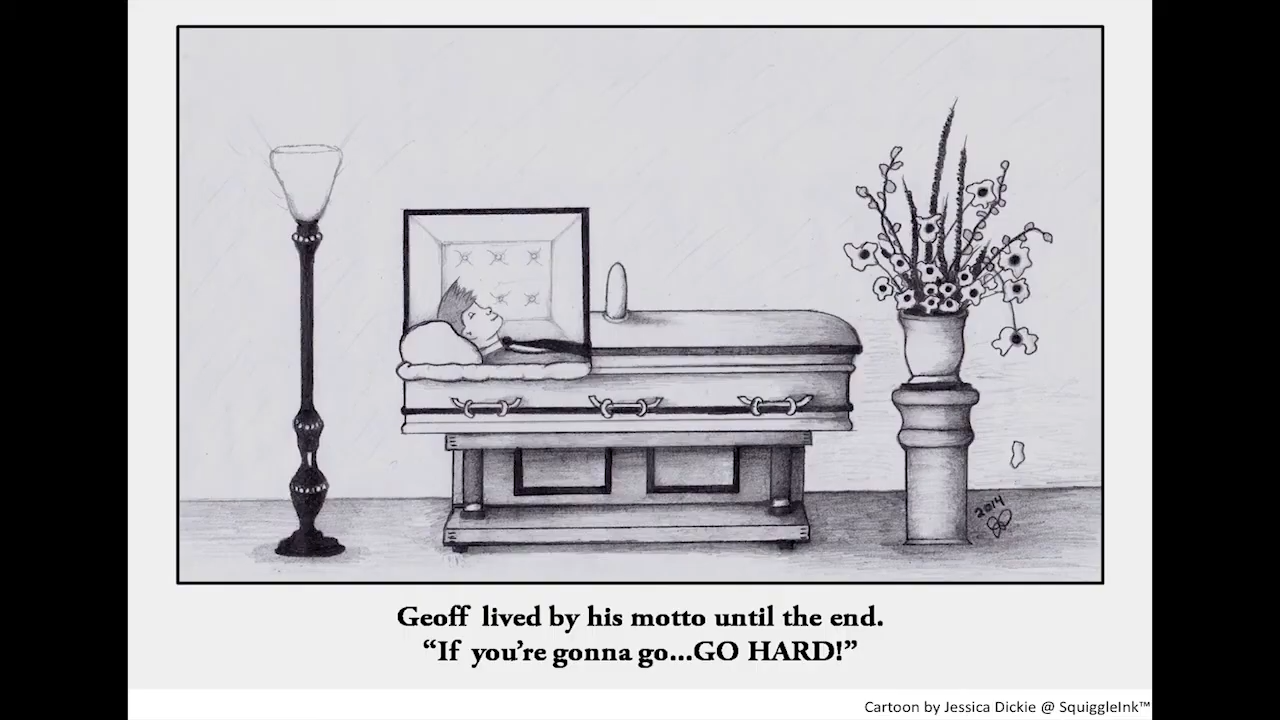 2014
Geoff lived by his motto until the end.
“If you’re gonna go...GO HARD!”
Cartoon by Jessica Dickie @ SquiggleInk™